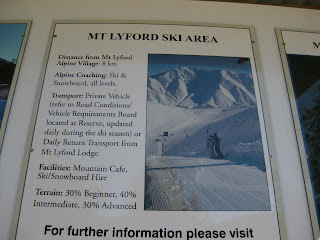 MT LYFORD SKI AREA
Distance from Mt Lyford
Alpine Village: 8 km
Alpine Coaching: Ski &
Snowboard, all levels.
Transport: Private Vehicle
(refer to Road Conditions/
Vehicle Requirements Board
located at Reserve, updated
daily during the ski season) or
Daily Return Transport from
Mt Lyford Lodge.
Facilities: Mountain Cafe,
Ski/Snowboard Hire
Terrain: 30% Beginner, 40%
Intermediate, 30% Advanced
For further information please visit